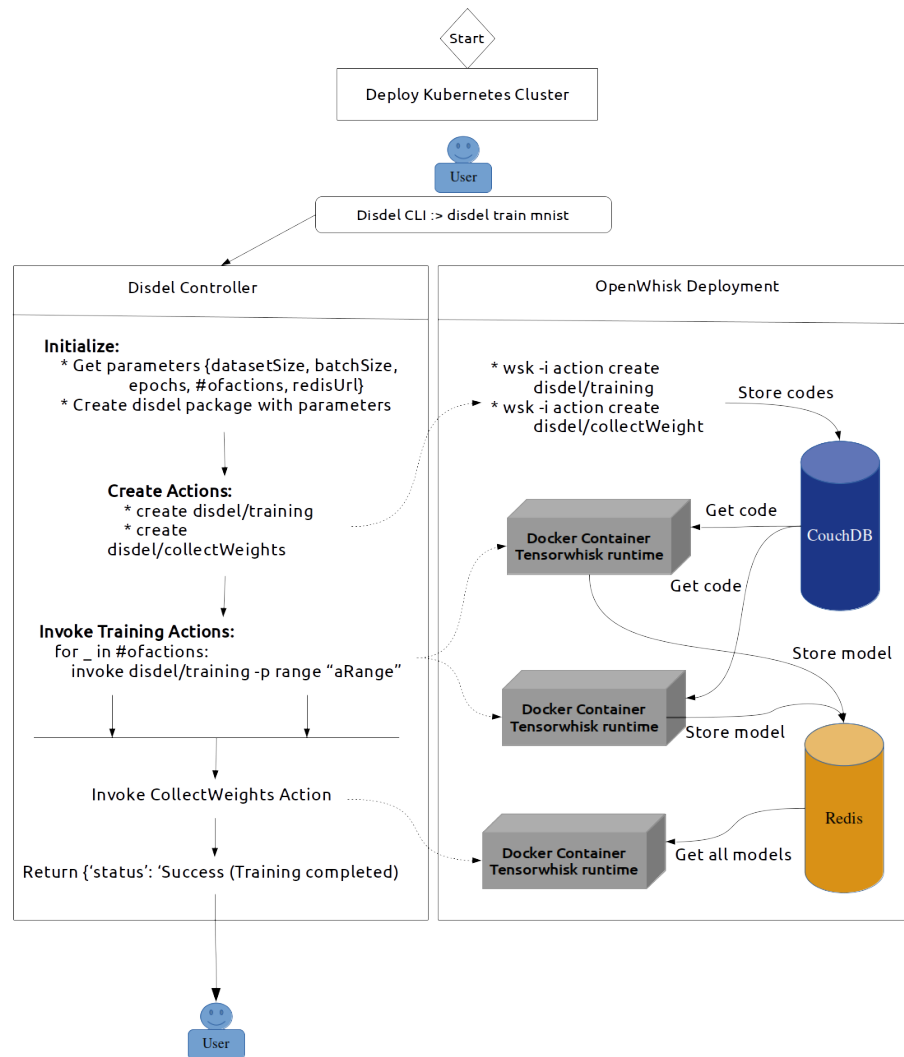 Start
Deploy Kubernetes Cluster
User
Disdel CLI :> disdel train mnist
Disdel Controller
Initialize:
* Get parameters {datasetSize, batchSize,
epochs, #ofactions, redisUrl}
* Create disdel package with parameters
Create Actions:
* create disdel/training
* create
disdel/collectWeights
Invoke Training Actions:
for _ in #ofactions:
invoke disdel/training -p range “aRange”
Invoke CollectWeights Action
Return {‘status’: ‘Success (Training completed)
User
OpenWhisk Deployment
* wsk -i action create
disdel/training
* wsk -i action create
disdel/collectWeight
Store codes
CouchDB
Get code
Docker Container
Tensorwhisk runtime
Get code
Store model
Docker Container
Tensorwhisk runtime
Store model
Redis
Get all models
Docker Container
Tensorwhisk runtime